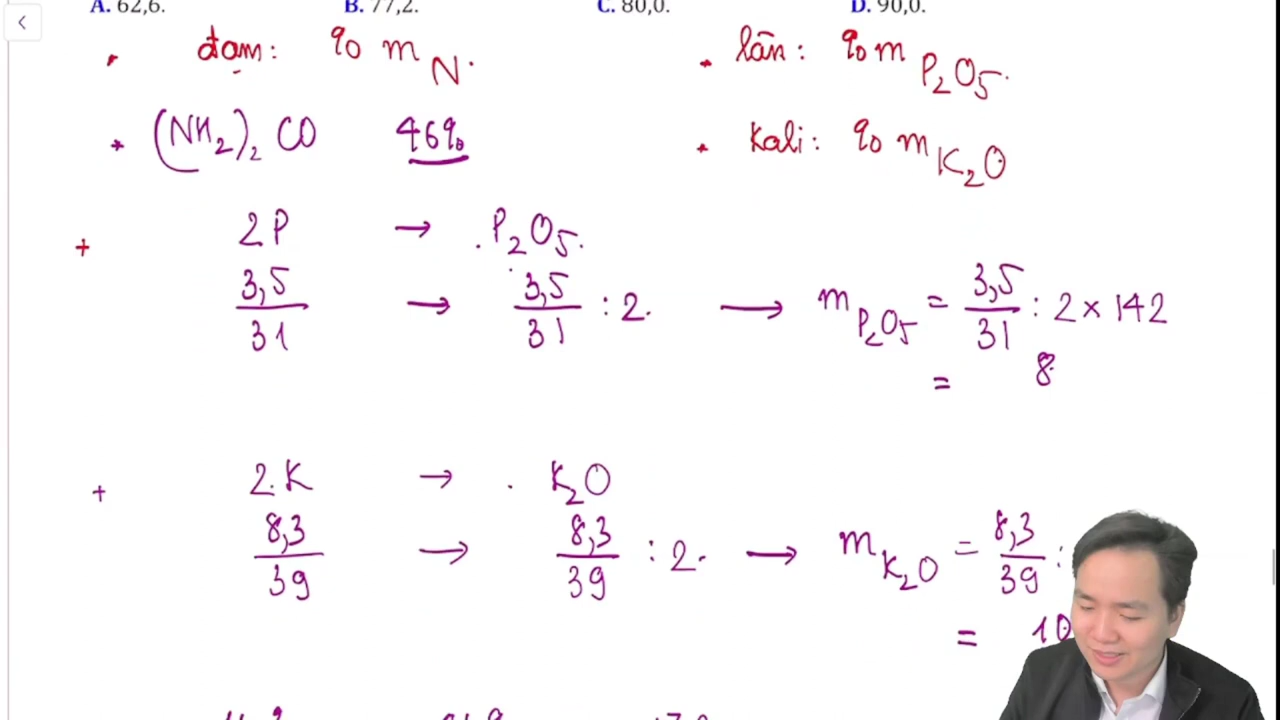 A. 62,6. B. 77,2. C. 80,0. D. 90,0.
đạm: % m N. lân: % m P2O5.
(NH2)2 CO 46% Kali: % m K2O
+ 2P → P2O5.
3,5/31 → 3,5/31 : 2. → m P2O5 = 3,5/31 : 2 × 142
= 8
+ 2.K → K2O
8,3/39 → 8,3/39 : 2. → m K2O = 8,3/39 :
= 10